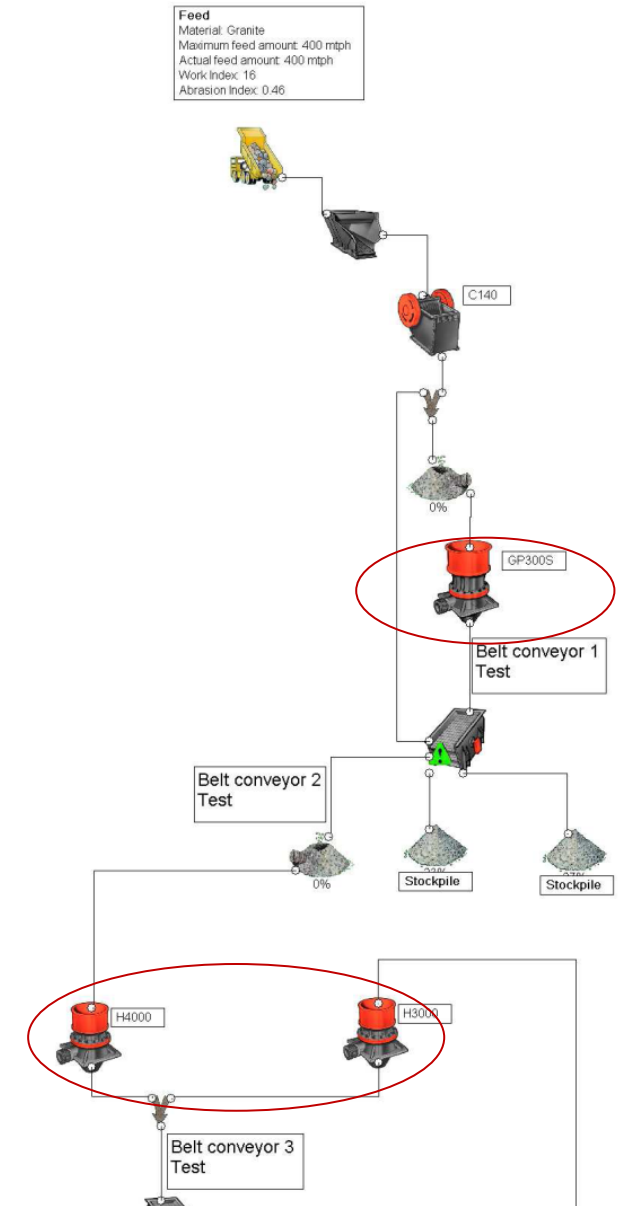 Feed
Material: Granite
Maximum feed amount: 400 mtph
Actual feed amount: 400 mtph
Work Index: 16
Abrasion Index: 0.46
C140
0%
GP300S
Belt conveyor 1
Test
Belt conveyor 2
Test
0%
23%
Stockpile
27%
Stockpile
H4000
H3000
Belt conveyor 3
Test